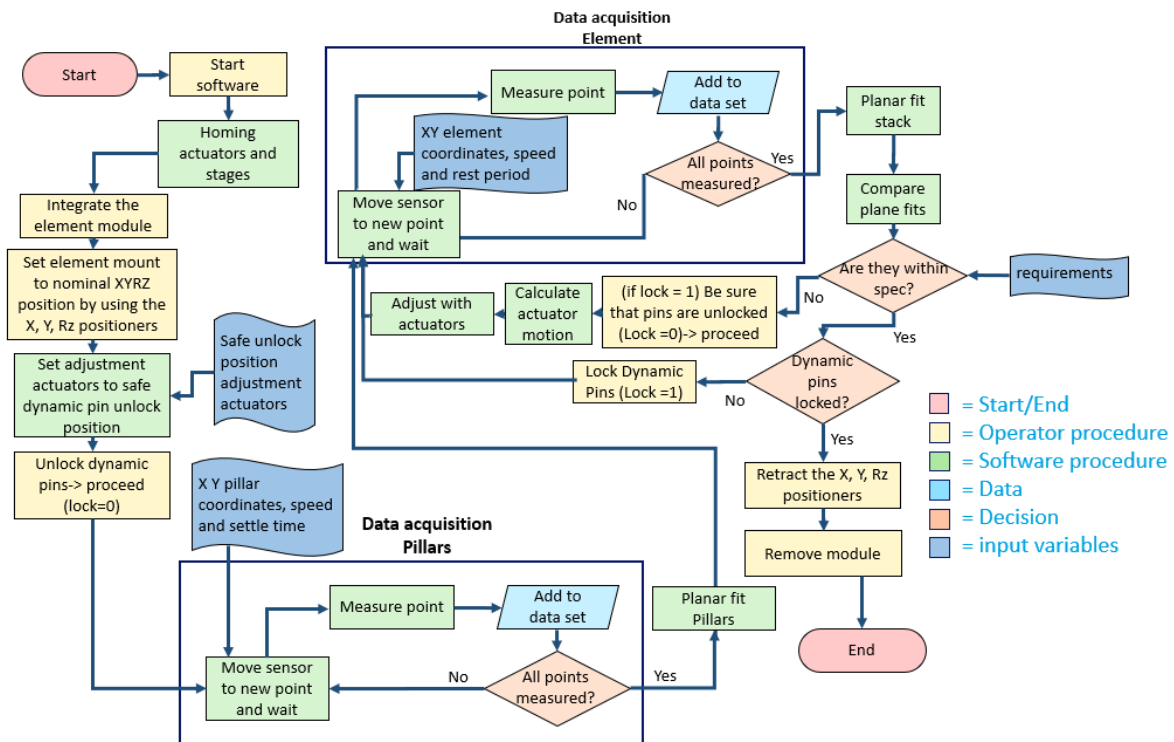 Start
Start
software
Homing
actuators and
stages
Integrate the
element module
Set element mount
to nominal XYRZ
position by using the
X, Y, Rz positioners
Set adjustment
actuators to safe
dynamic pin unlock
position
Safe unlock
position
adjustment
actuators
Unlock dynamic
pins-> proceed
(lock=0)
X Y pillar
coordinates, speed
and settle time
Data acquisition
Pillars
Move sensor
to new point
and wait
Measure point
Add to
data set
All points
measured?
No
Yes
Planar fit
Pillars
Data acquisition
Element
Move sensor
to new point
and wait
XY element
coordinates, speed
and rest period
Measure point
Add to
data set
All points
measured?
No
Yes
Planar fit
stack
Compare
plane fits
Are they within
spec?
requirements
No
Yes
(if lock = 1) Be sure
that pins are unlocked
(Lock =0)-> proceed
Calculate
actuator
motion
Adjust with
actuators
Dynamic
pins
locked?
No
Lock Dynamic
Pins (Lock =1)
Yes
Retract the X, Y, Rz
positioners
Remove module
End
= Start/End
= Operator procedure
= Software procedure
= Data
= Decision
= input variables